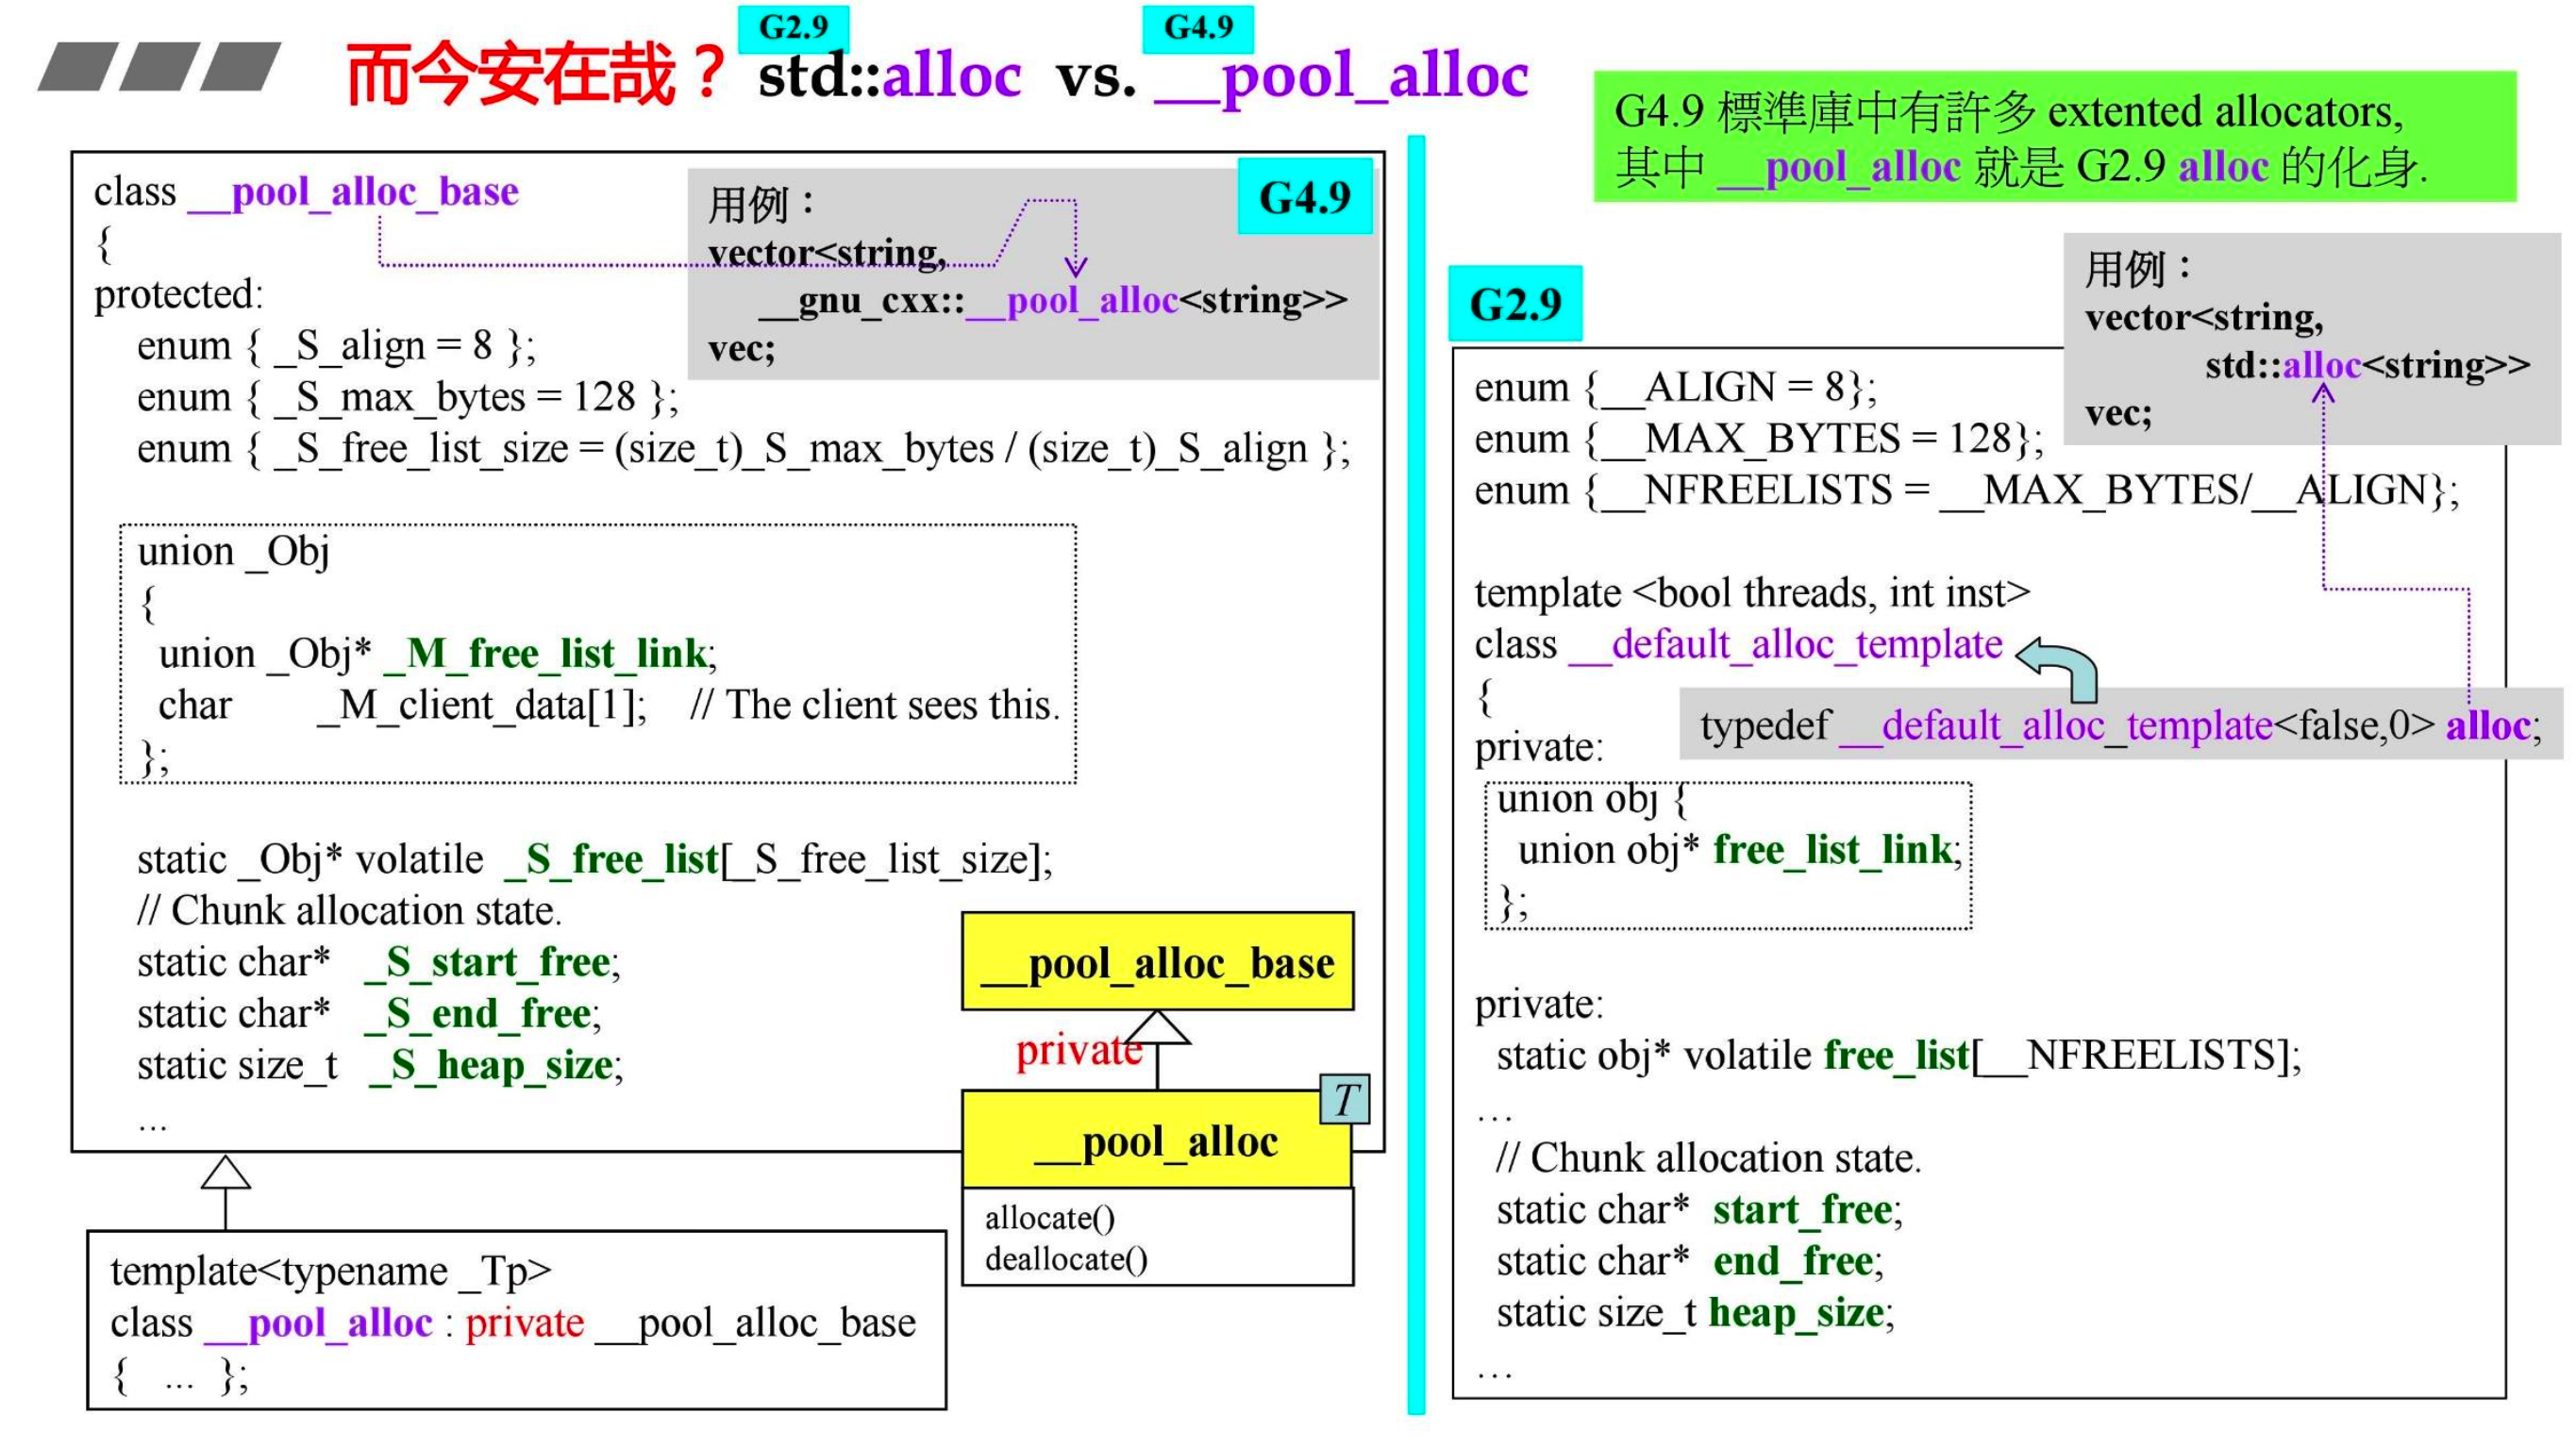 G2.9
G4.9
而今安在哉？ std::alloc vs. __pool_alloc
G4.9 標準庫中有許多 extented allocators,
其中 __pool_alloc 就是 G2.9 alloc 的化身.
class __pool_alloc_base
{
protected:
enum { _S_align = 8 };
enum { _S_max_bytes = 128 };
enum { _S_free_list_size = (size_t)_S_max_bytes / (size_t)_S_align };
union _Obj
{
union _Obj* _M_free_list_link;
char _M_client_data[1]; // The client sees this.
};
static _Obj* volatile _S_free_list[_S_free_list_size];
// Chunk allocation state.
static char* _S_start_free;
static char* _S_end_free;
static size_t _S_heap_size;
...
G4.9
用例：
vector<string,
__gnu_cxx::__pool_alloc<string>>
vec;
__pool_alloc_base
private
T
__pool_alloc
allocate()
deallocate()
template<typename _Tp>
class __pool_alloc : private __pool_alloc_base
{ ... };
G2.9
用例：
vector<string,
std::alloc<string>>
vec;
enum {__ALIGN = 8};
enum {__MAX_BYTES = 128};
enum {__NFREELISTS = __MAX_BYTES/__ALIGN};
template <bool threads, int inst>
class __default_alloc_template
{
typedef __default_alloc_template<false,0> alloc;
private:
union obj {
union obj* free_list_link;
};
private:
static obj* volatile free_list[__NFREELISTS];
...
// Chunk allocation state.
static char* start_free;
static char* end_free;
static size_t heap_size;
...